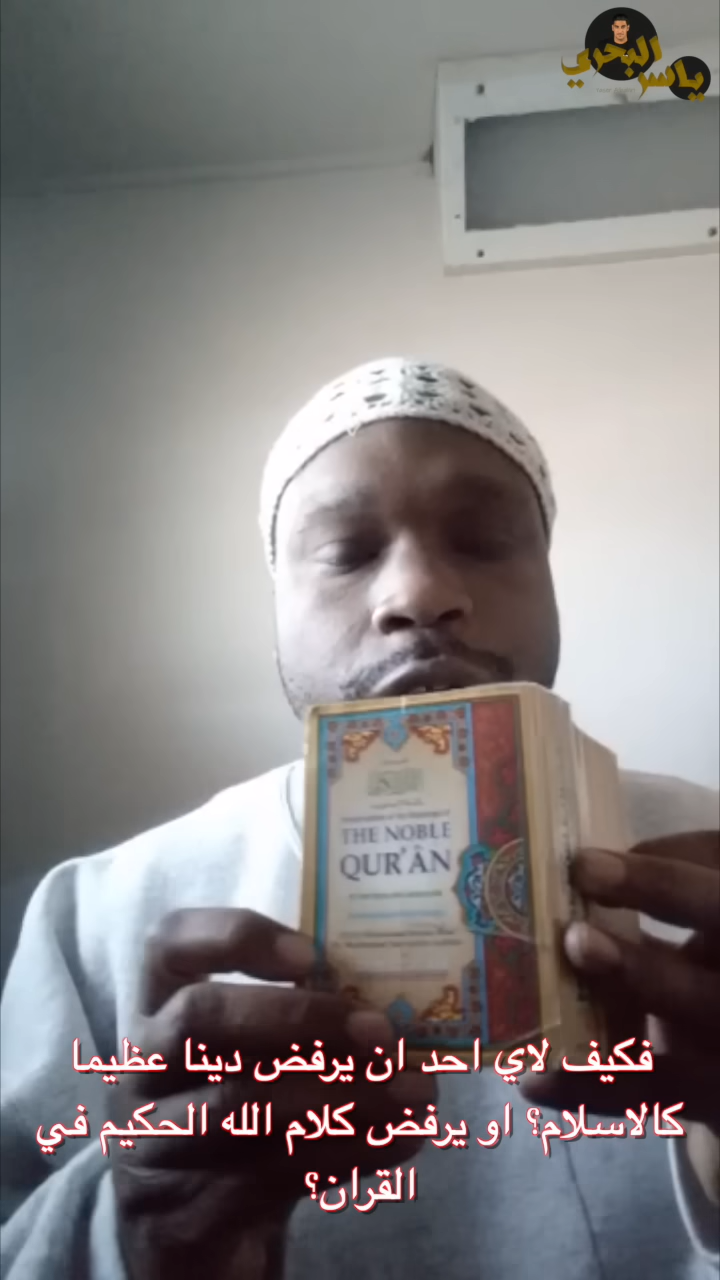 ياسر البحري
THE NOBLE
QUR'ÂN
فكيف لاي احد ان يرفض دينا عظيما
كالاسلام؟ او يرفض كلام الله الحكيم في
القران؟